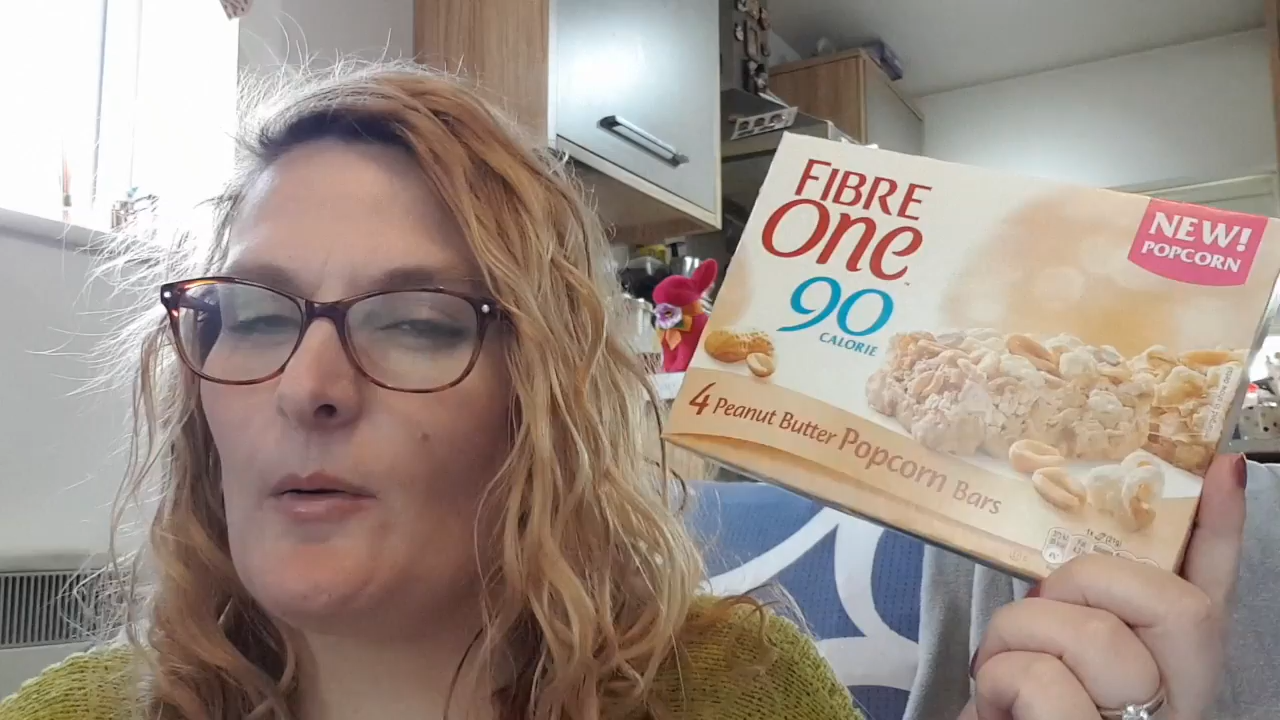 FIBRE
One
90
CALORIE
NEW!
POPCORN
4 Peanut Butter Popcorn Bars